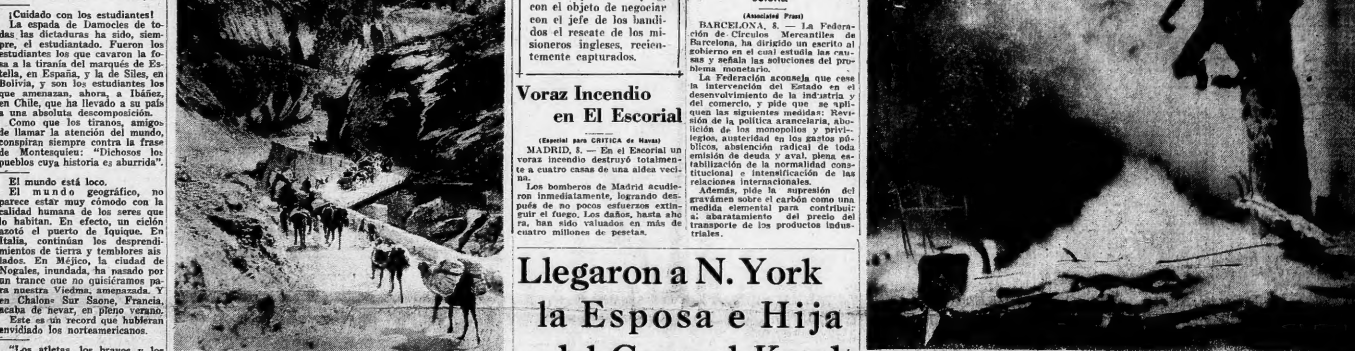 ¡Cuidado con los estudiantes!
La espada de Damocles de to-
das las dictaduras ha sido, siem-
pre, el estudiantado. Fueron los
estudiantes los que cavaron la fo-
sa a la tiranía del marqués de Es-
tella, en España, y la de Siles, en
Bolivia, y son los estudiantes los
que amenazan, ahora, a Ibáñez,
en Chile, que ha llevado a su país
a una absoluta descomposición.
Como que los tiranos, amigos
de llamar la atención del mundo,
conspiran siempre contra la frase
de Montesquieu: "Dichosos los
pueblos cuya historia es aburrida".
El mundo está loco.
El mundo geográfico, no
parece estar muy cómodo con la
calidad humana de los seres que
lo habitan. En efecto, un ciclón
azotó el puerto de Iquique. En
Italia, continúan los desprendi-
mientos de tierra y temblores ais
lados. En Méjico, la ciudad de
Nogales, inundada, ha pasado por
un trance que no quisiéramos pa-
ra nuestra Viedma, amenazada. Y
en Chalons Sur Saone, Francia,
acaba de nevar, en pleno verano.
Este es un record que hubieran
envidiado los norteamericanos.
"Los atletas, los bravos y los
con el objeto de negociar
con el jefe de los bandi-
dos el rescate de los mi-
sioneros ingleses, recien-
temente capturados.
Voraz Incendio
en El Escorial
(Especial para CRITICA de Havas)
MADRID, 8. — En el Escorial un
voraz incendio destruyó totalmen-
te a cuatro casas de una aldea veci-
na.
Los bomberos de Madrid acudie-
ron inmediatamente, logrando des-
pués de no pocos esfuerzos extin-
guir el fuego. Los daños, hasta aho
ra, han sido valuados en más de
cuatro millones de pesetas.
Llegaron a N. York
la Esposa e Hija
(Associated Press)
BARCELONA, 8. — La Federa-
ción de Círculos Mercantiles de
Barcelona, ha dirigido un escrito al
gobierno en el cual estudia las cau-
sas y señala las soluciones del pro-
blema monetario.
La Federación aconseja que cese
la intervención del Estado en el
desenvolvimiento de la industria y
del comercio, y pide que se apli-
quen las siguientes medidas: Revi-
sión de la política arancelaria, abo-
lición de los monopolios y privi-
legios, austeridad en los gastos pú-
blicos, abstención radical de toda
emisión de deuda y aval, plena es-
tabilización de la normalidad cons-
titucional e intensificación de las
relaciones internacionales.
Además, pide la supresión del
gravámen sobre el carbón como una
medida elemental para contribuir
al abaratamiento del precio del
transporte de los productos indus-
triales.